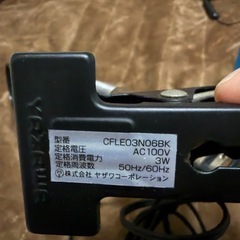 YAZAWA
型番 CFLE03N06BK
定格電圧 AC100V
定格消費電力 3W
定格周波数 50Hz/60Hz
株式会社 ヤザワコーポレーション